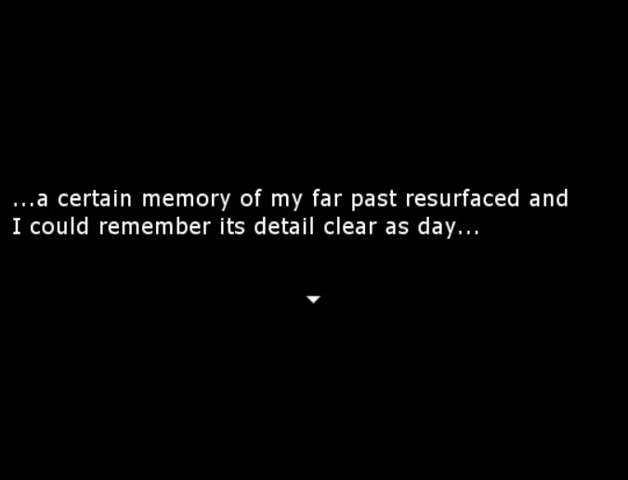 ...a certain memory of my far past resurfaced and
I could remember its detail clear as day...